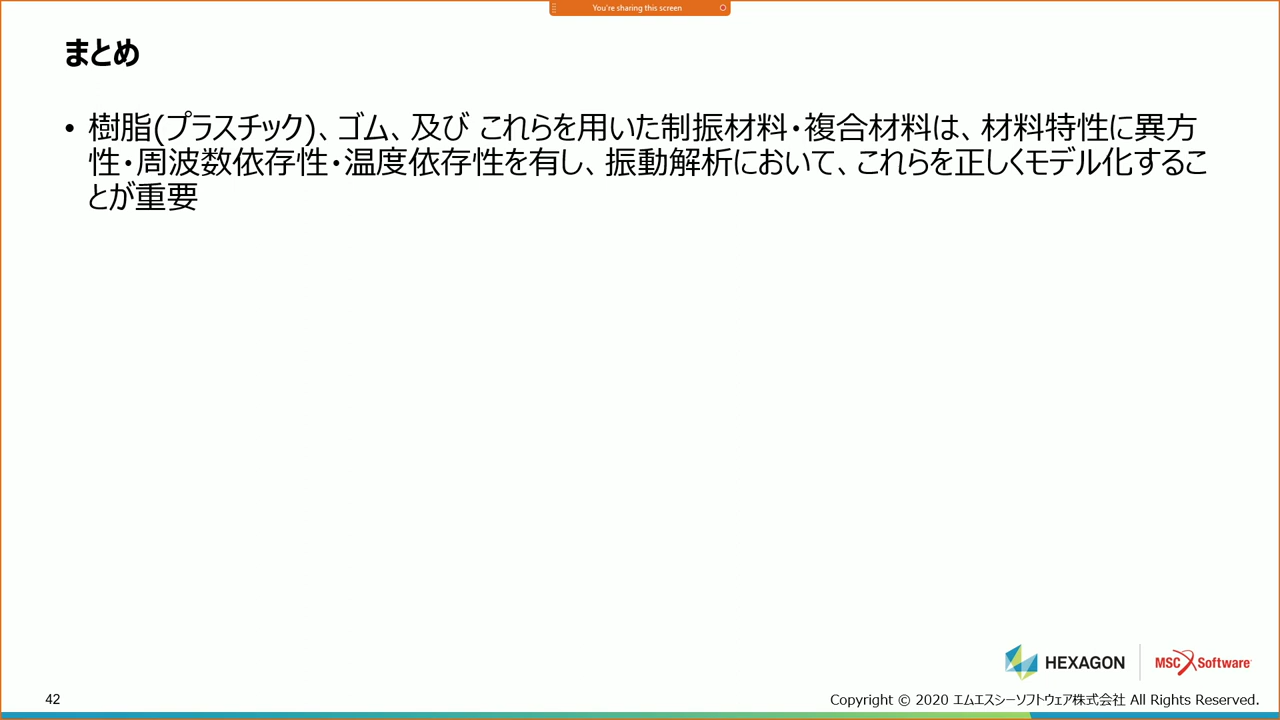 You're sharing this screen
まとめ
• 樹脂(プラスチック)、ゴム、及び これらを用いた制振材料・複合材料は、材料特性に異方
性・周波数依存性・温度依存性を有し、振動解析において、これらを正しくモデル化するこ
とが重要
HEXAGON
MSC Software
42
Copyright © 2020 エムエスシーソフトウェア株式会社 All Rights Reserved.